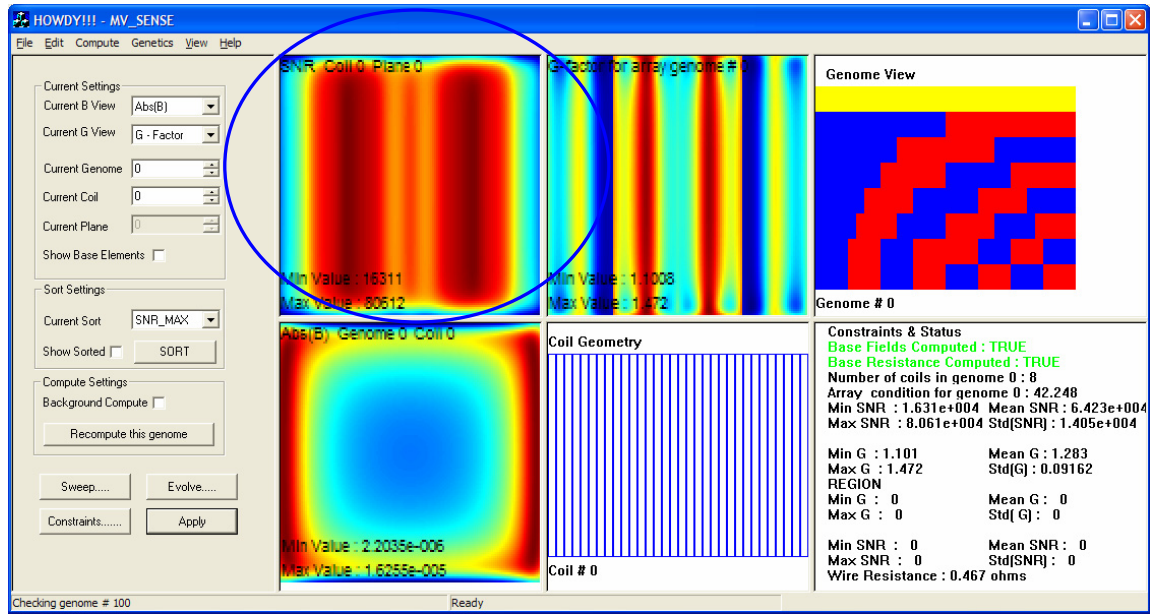 HOWDY!!! - MV_SENSE
File Edit Compute Genetics View Help
Current Settings
Current B View Abs(B)
Current G View G - Factor
Current Genome 0
Current Coil 0
Current Plane 0
Show Base Elements
Sort Settings
Current Sort SNR_MAX
Show Sorted SORT
Compute Settings
Background Compute
Recompute this genome
Sweep..... Evolve.....
Constraints....... Apply
SNR Coil 0 Plane 0
Min Value : 16311
Max Value : 80612
G-factor for array genome # 0
Min Value : 1.1008
Max Value : 1.472
Genome View
Genome # 0
Abs(B) Genome 0 Coil 0
Min Value : 2.2035e-006
Max Value : 1.6255e-005
Coil Geometry
Coil # 0
Constraints & Status
Base Fields Computed : TRUE
Base Resistance Computed : TRUE
Number of coils in genome 0 : 8
Array condition for genome 0 : 42.248
Min SNR : 1.631e+004 Mean SNR : 6.423e+004
Max SNR : 8.061e+004 Std(SNR) : 1.405e+004
Min G : 1.101 Mean G : 1.283
Max G : 1.472 Std(G) : 0.09162
REGION
Min G : 0 Mean G : 0
Max G : 0 Std( G) : 0
Min SNR : 0 Mean SNR : 0
Max SNR : 0 Std(SNR) : 0
Wire Resistance : 0.467 ohms
Checking genome # 100 Ready